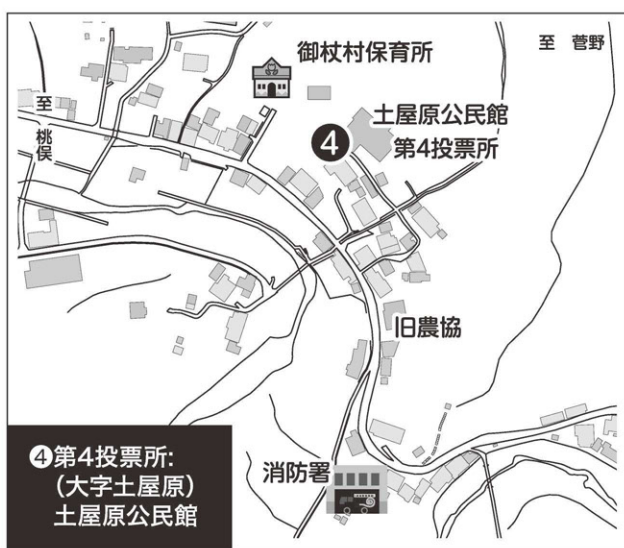 御杖村保育所
至 菅野
至 桃俣
土屋原公民館
第4投票所
❹
旧農協
消防署
❹第4投票所:
(大字土屋原)
土屋原公民館